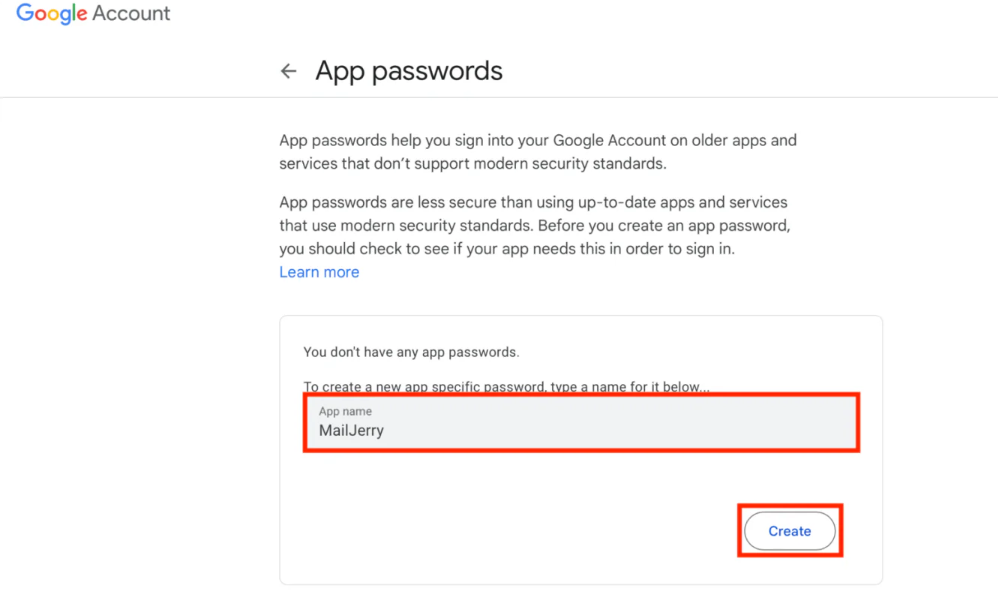 Google Account
App passwords
App passwords help you sign into your Google Account on older apps and
services that don’t support modern security standards.
App passwords are less secure than using up-to-date apps and services
that use modern security standards. Before you create an app password,
you should check to see if your app needs this in order to sign in.
Learn more
You don't have any app passwords.
To create a new app specific password, type a name for it below...
App name
MailJerry
Create